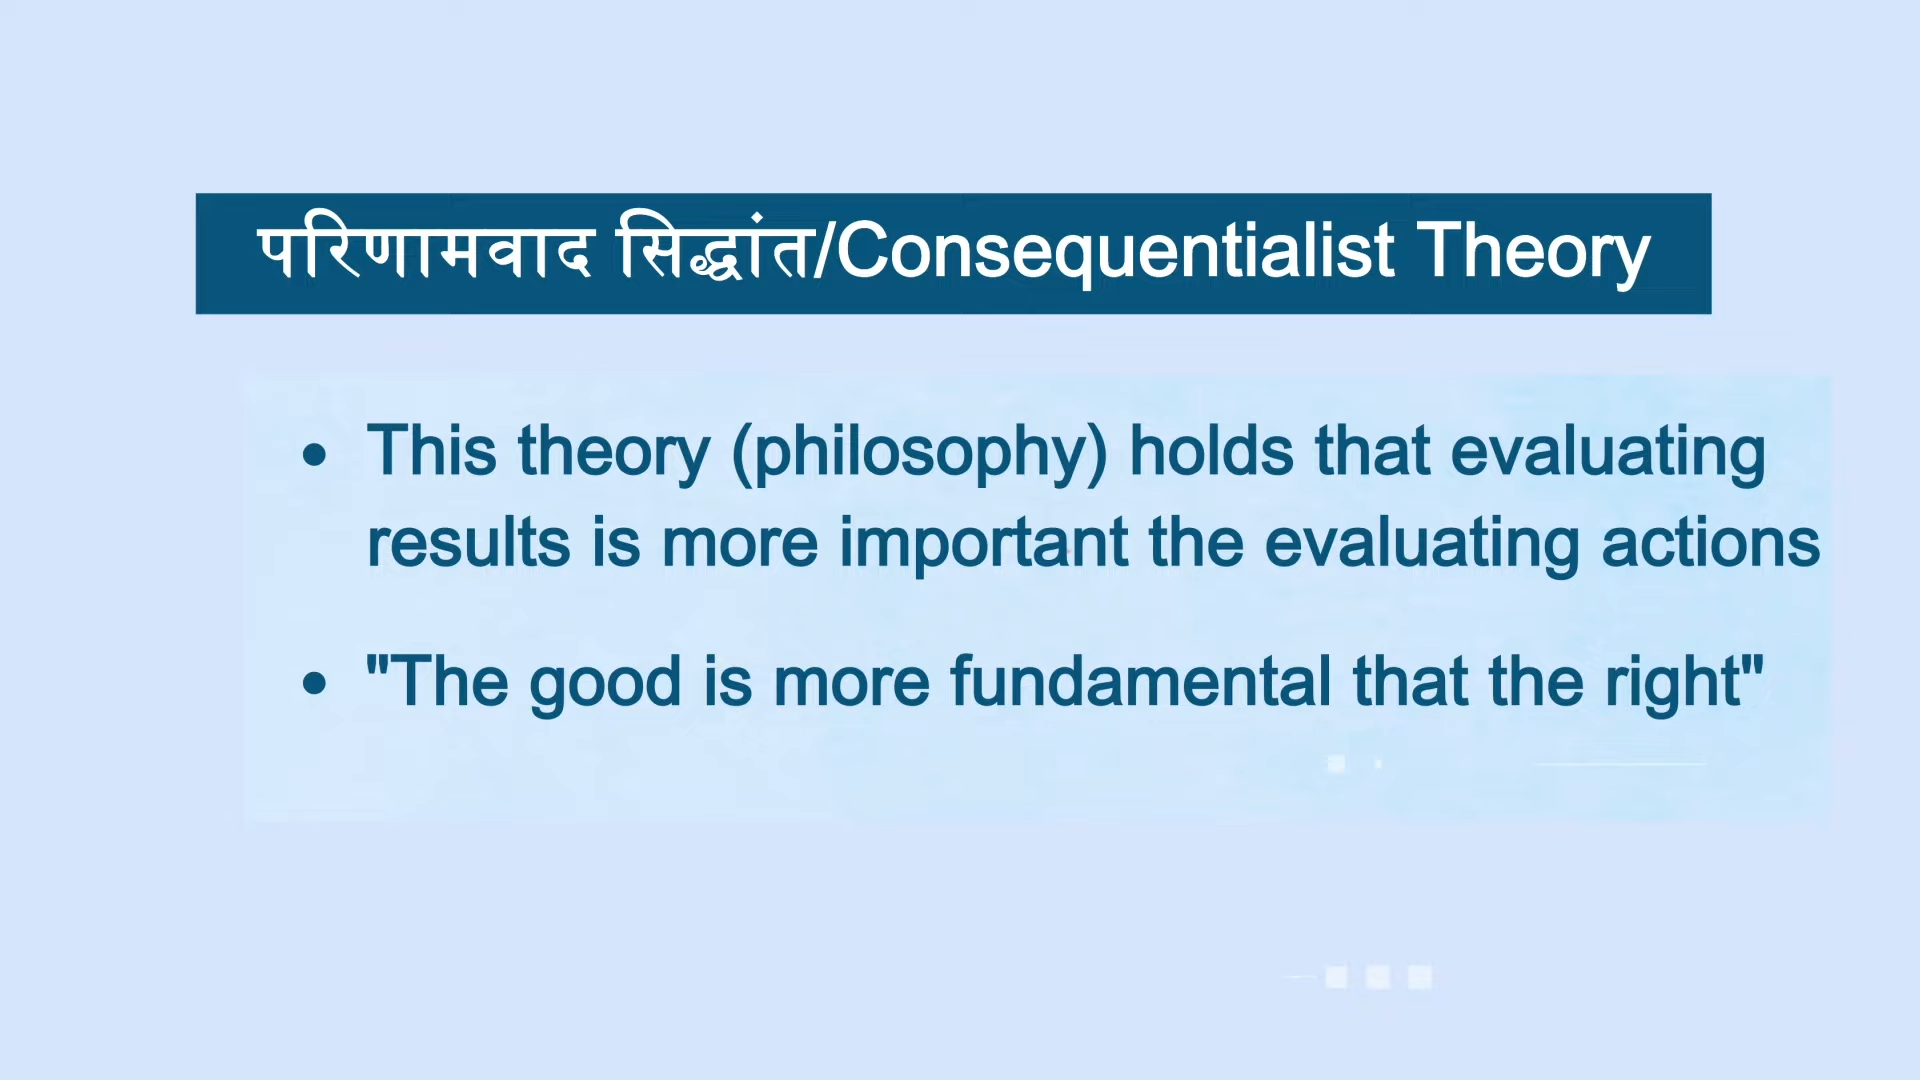 परिणामवाद सिद्धांत/Consequentialist Theory
• This theory (philosophy) holds that evaluating
results is more important the evaluating actions
• "The good is more fundamental that the right"